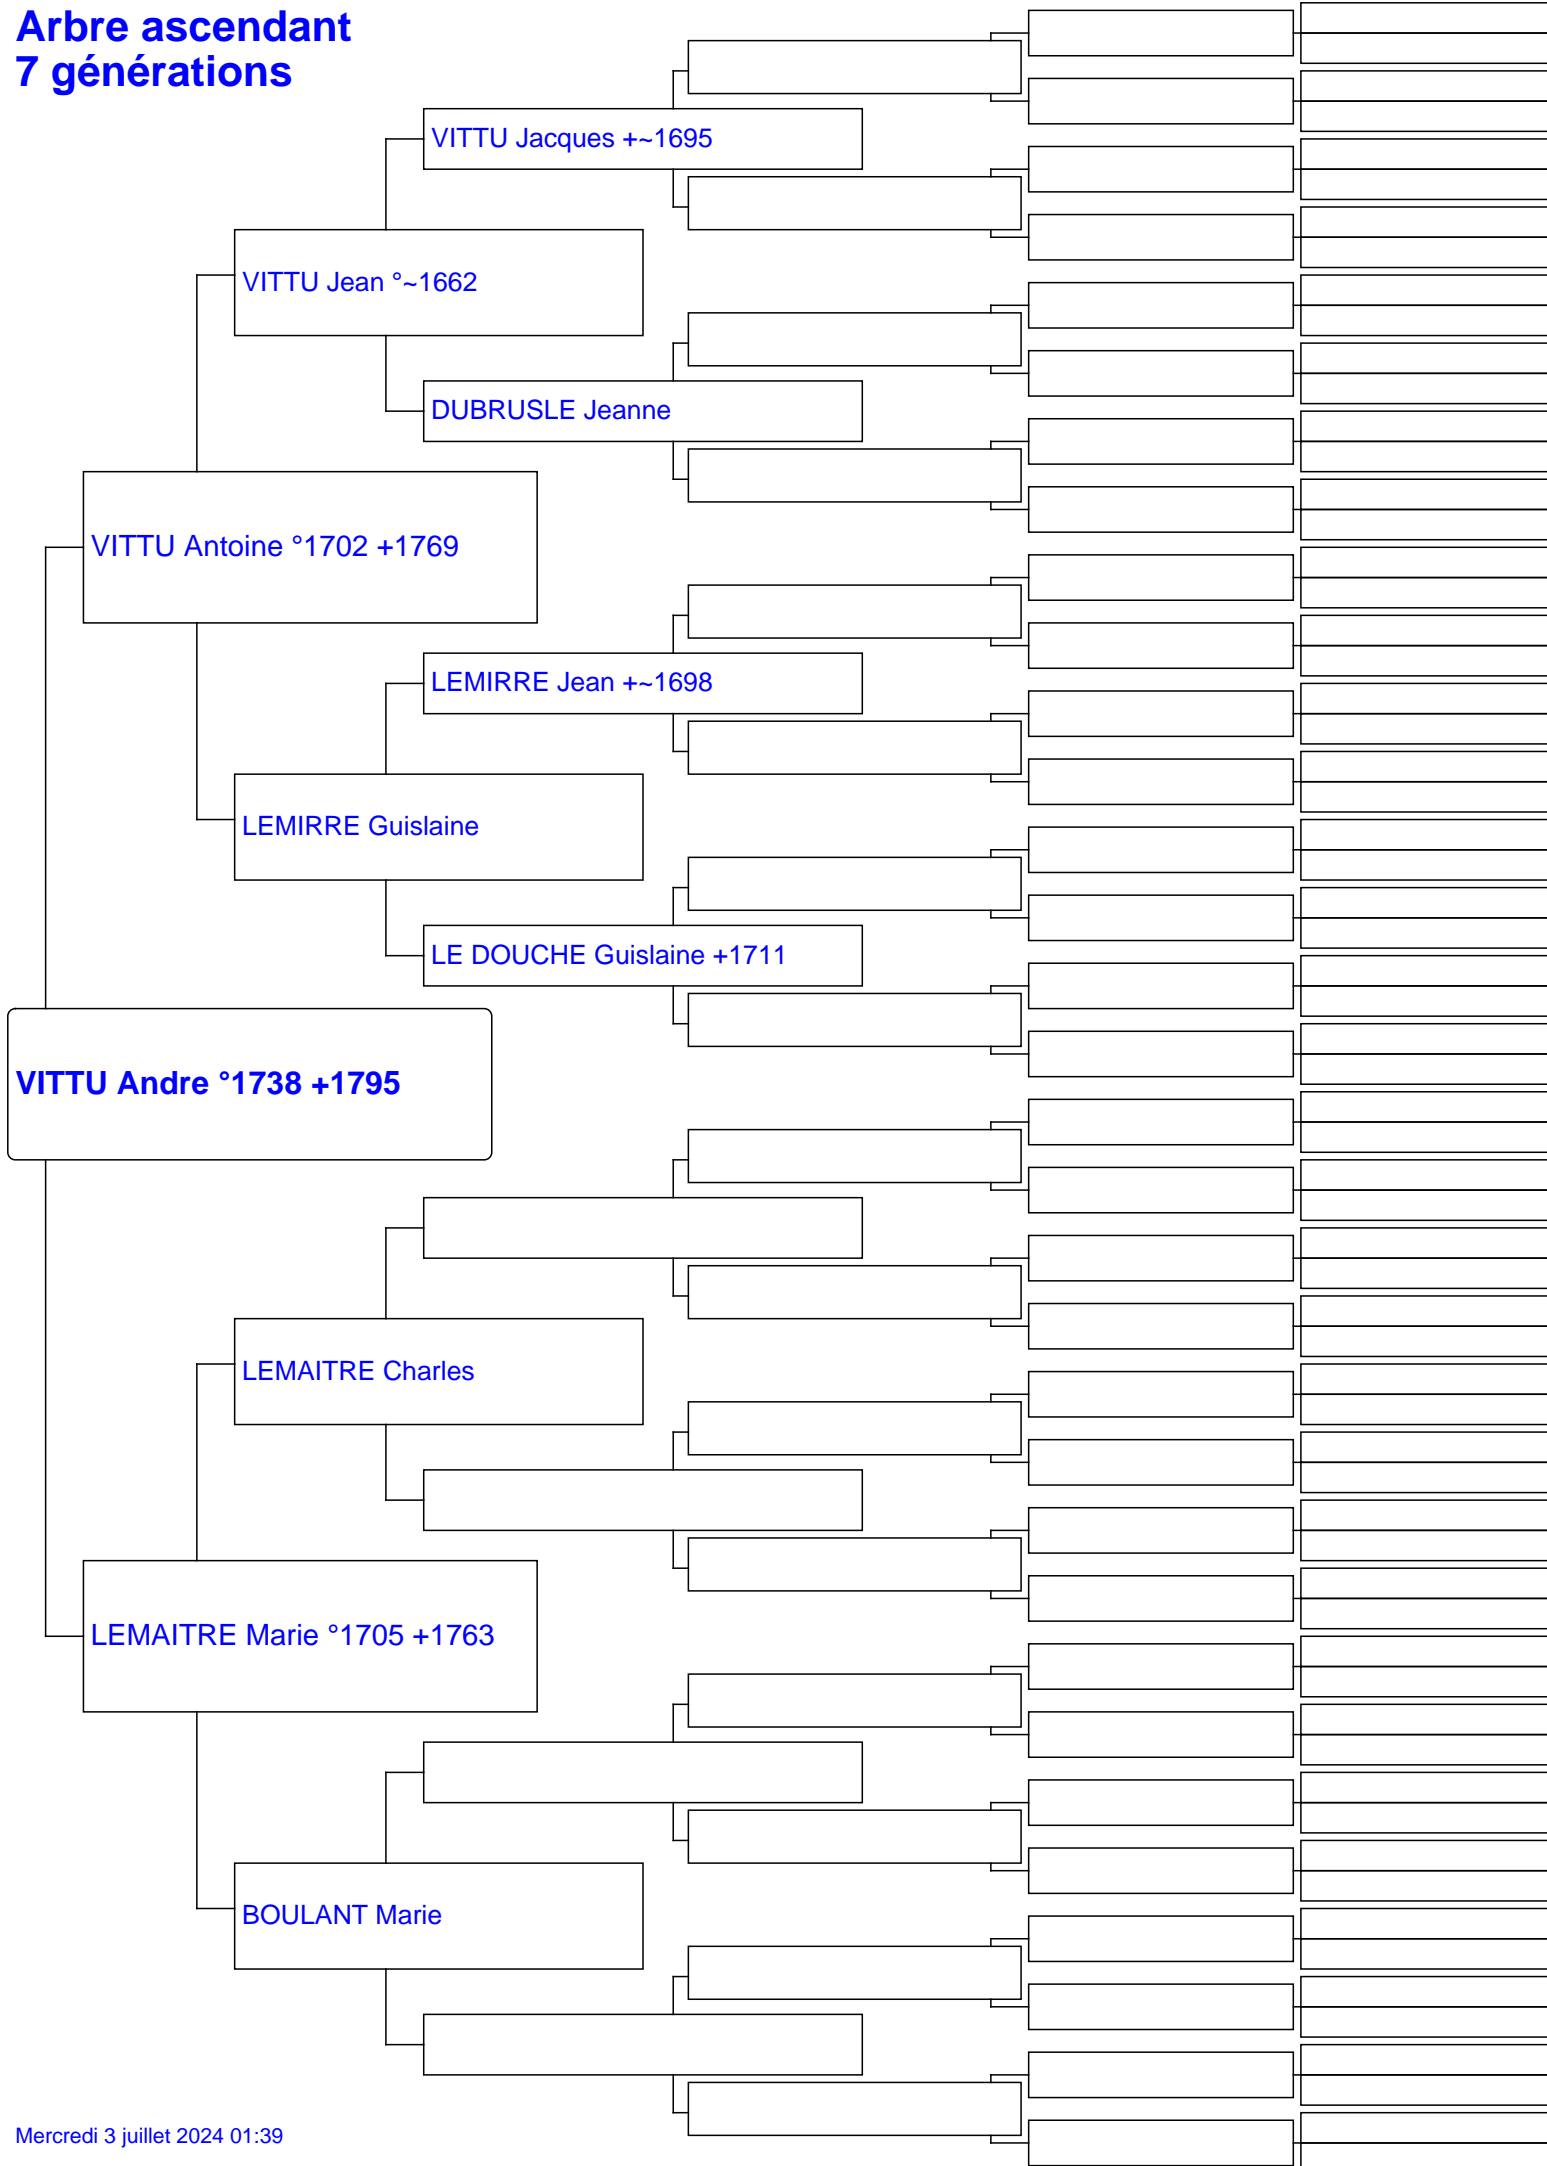 Arbre ascendant
7 générations
VITTU Jacques +~1695
VITTU Jean °~1662
DUBRUSLE Jeanne
VITTU Antoine °1702 +1769
LEMIRRE Jean +~1698
LEMIRRE Guislaine
LE DOUCHE Guislaine +1711
VITTU Andre °1738 +1795
LEMAITRE Charles
LEMAITRE Marie °1705 +1763
BOULANT Marie
Mercredi 3 juillet 2024 01:39